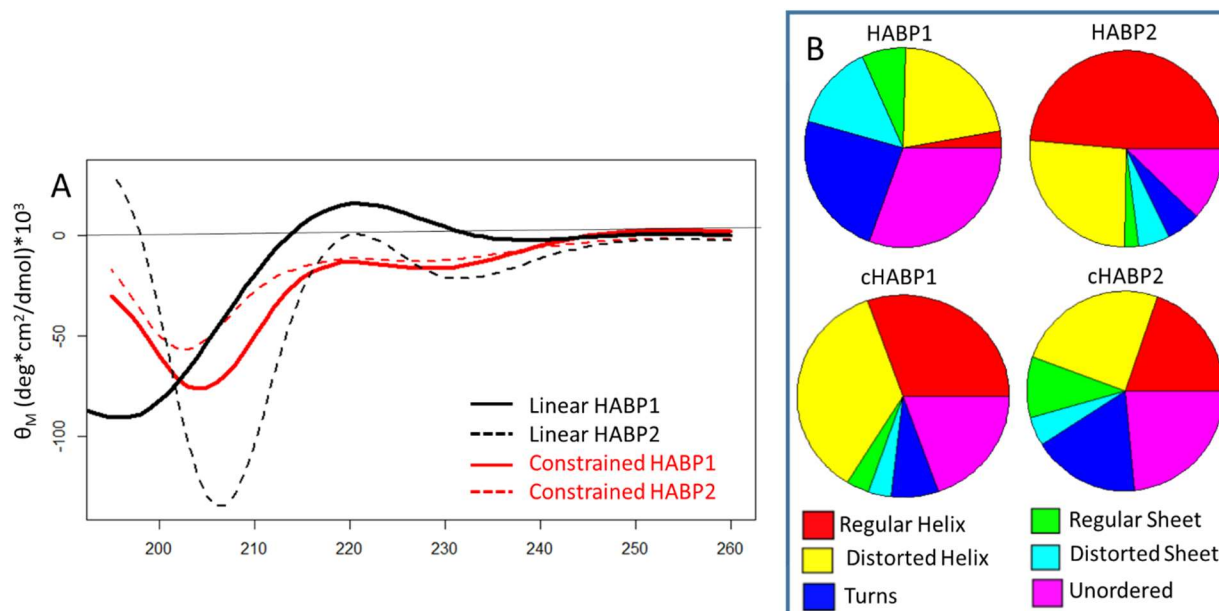 A
θM (deg*cm²/dmol)*10³
0
-50
-100
200 210 220 230 240 250 260
Linear HABP1
Linear HABP2
Constrained HABP1
Constrained HABP2
B
HABP1 HABP2
cHABP1 cHABP2
Regular Helix Regular Sheet
Distorted Helix Distorted Sheet
Turns Unordered